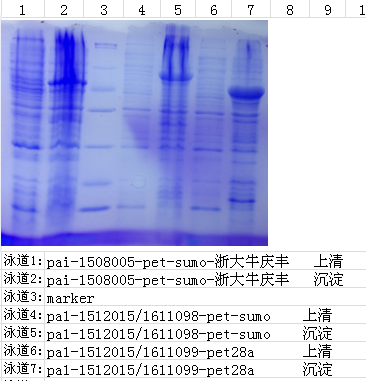 1 2 3 4 5 6 7 8 9 1
泳道1: pai-1508005-pet-sumo-浙大牛庆丰 上清
泳道2: pai-1508005-pet-sumo-浙大牛庆丰 沉淀
泳道3: marker
泳道4: pa1-1512015/1611098-pet-sumo 上清
泳道5: pa1-1512015/1611098-pet-sumo 沉淀
泳道6: pa1-1512015/1611099-pet28a 上清
泳道7: pa1-1512015/1611099-pet28a 沉淀